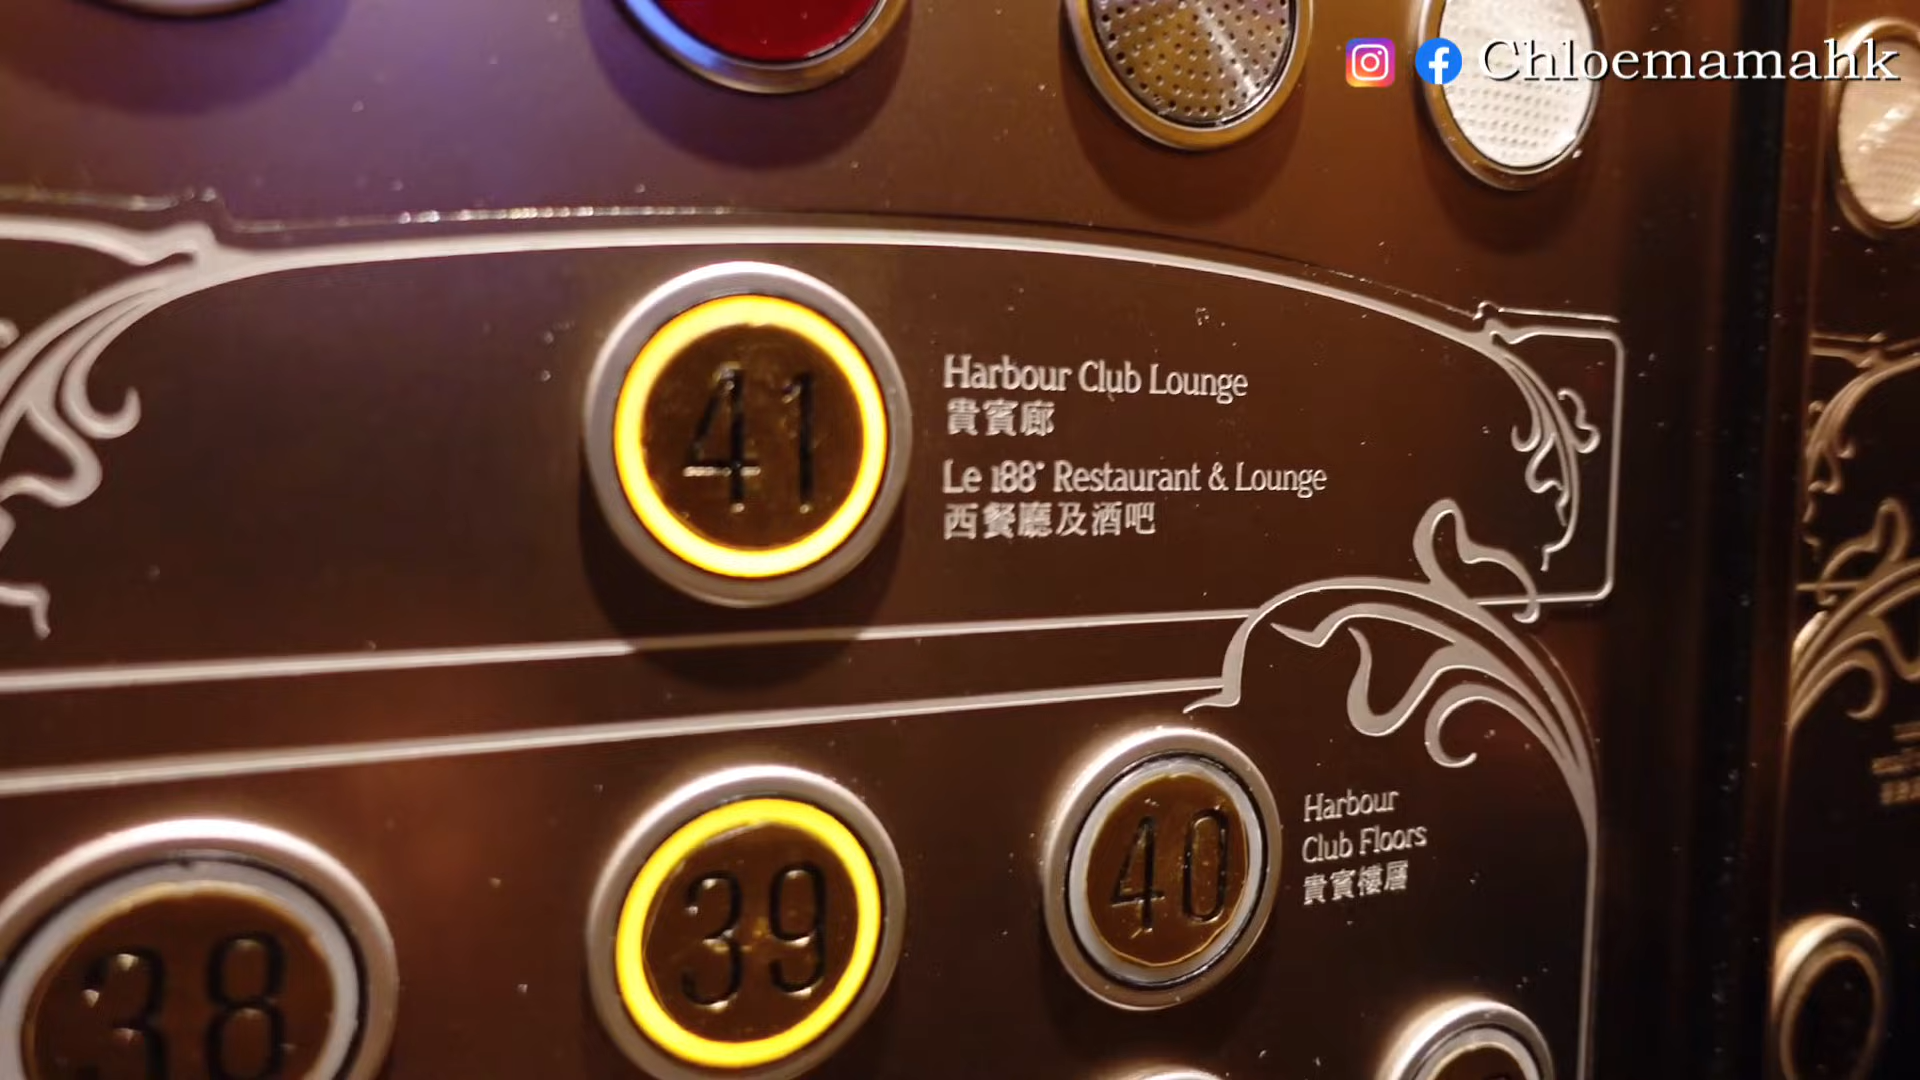 Chloemamahk
41
Harbour Club Lounge
貴賓廊
Le 188° Restaurant & Lounge
西餐廳及酒吧
38
39
40
Harbour
Club Floors
貴賓樓層